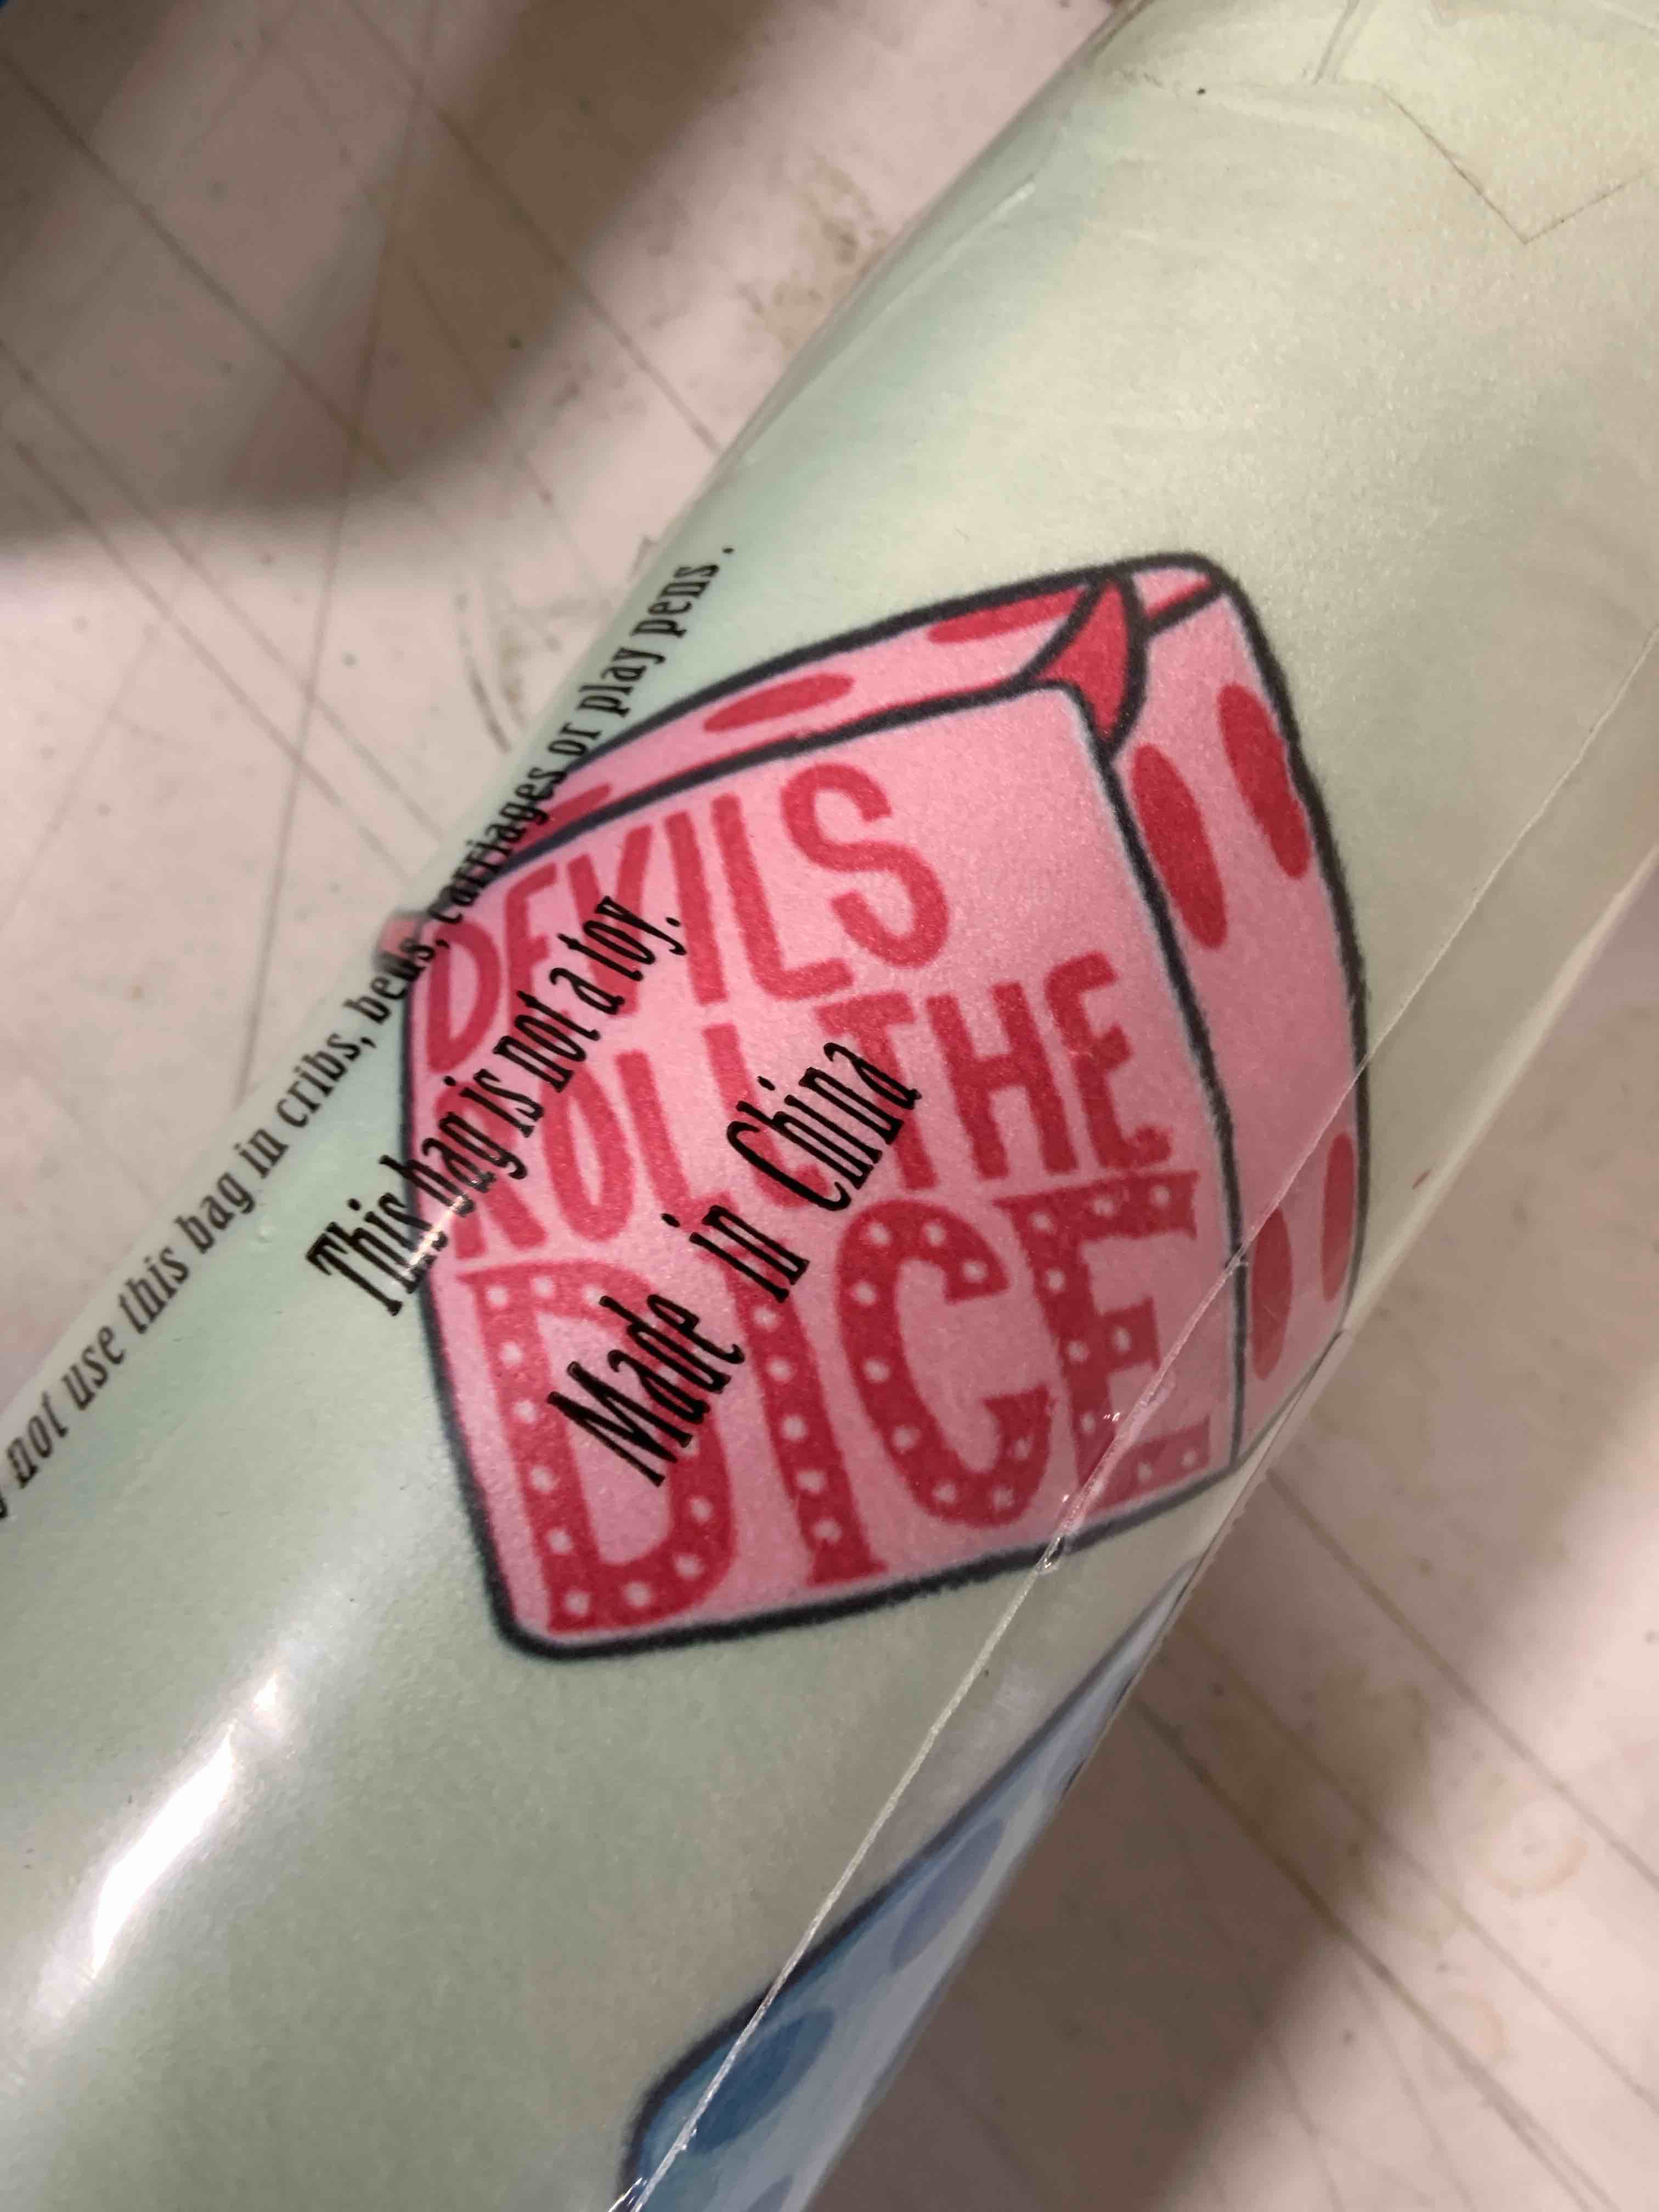 not use this bag in cribs, beds, carriages or play pens .
This bag is not a toy.
Made in China
DEVILS
ROLL THE
DICE